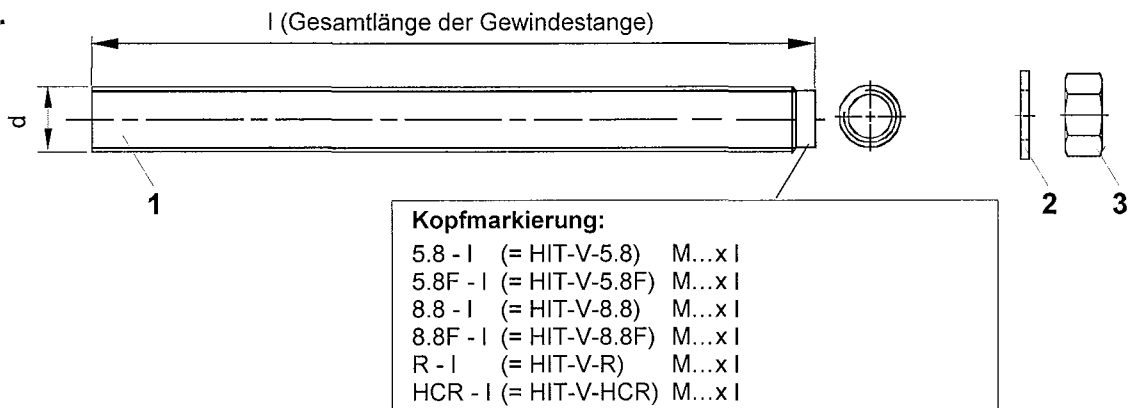 l (Gesamtlänge der Gewindestange)
d
1
2
3
Kopfmarkierung:
5.8 - l (= HIT-V-5.8) M...x l
5.8F - l (= HIT-V-5.8F) M...x l
8.8 - l (= HIT-V-8.8) M...x l
8.8F - l (= HIT-V-8.8F) M...x l
R - l (= HIT-V-R) M...x l
HCR - l (= HIT-V-HCR) M...x l